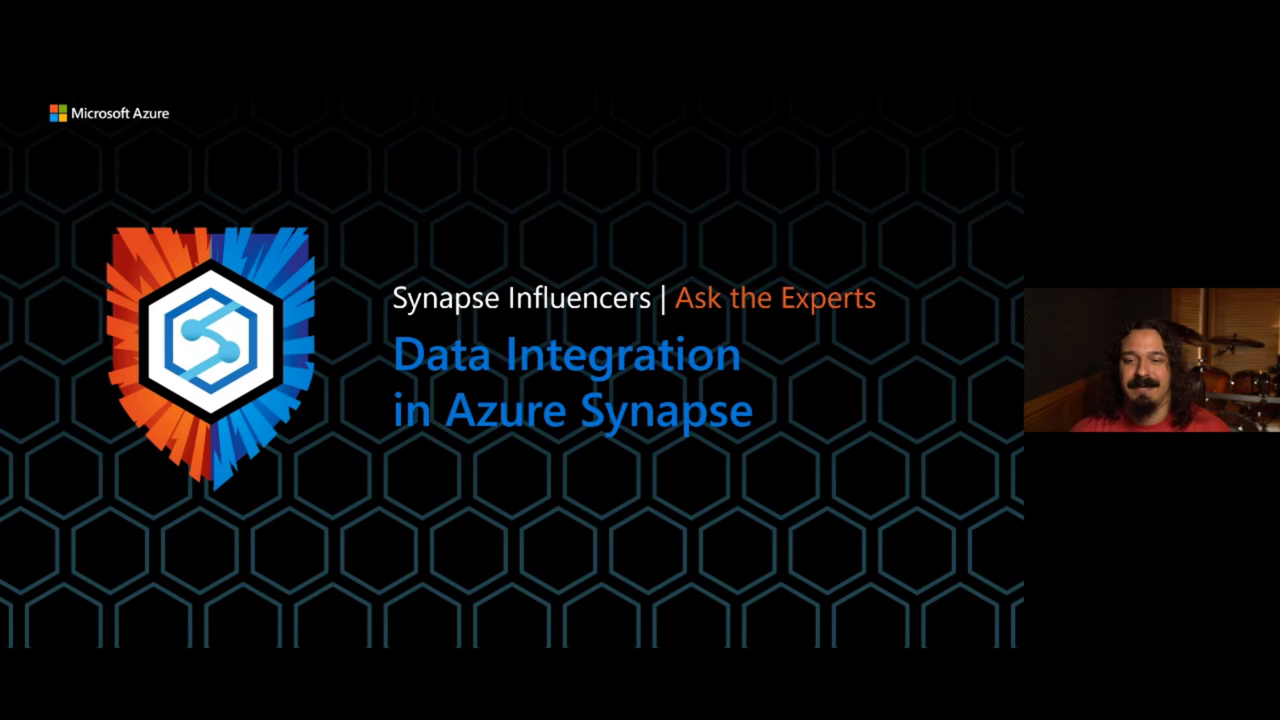 Microsoft Azure
Synapse Influencers | Ask the Experts
Data Integration
in Azure Synapse